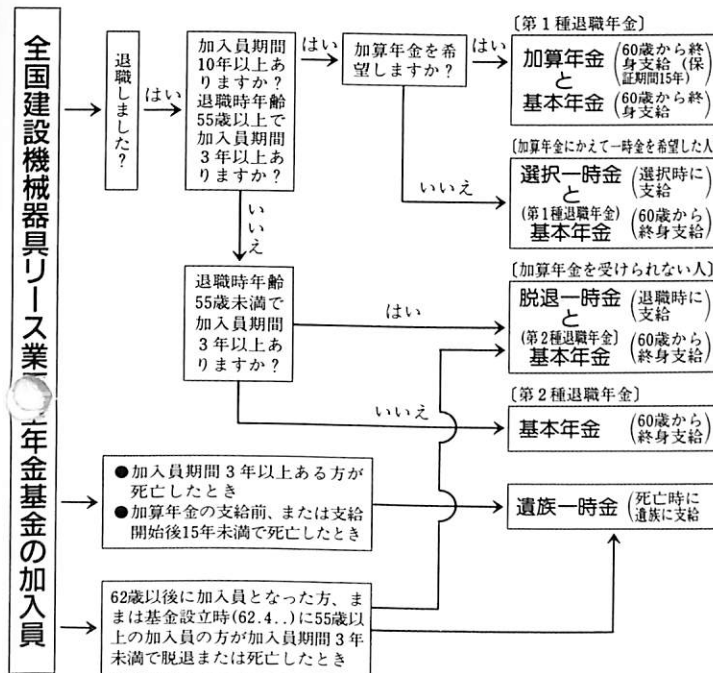 全国建設機械器具リース業
年金基金の加入員
退職しました?
はい
加入員期間
10年以上あ
りますか?
退職時年齢
55歳以上で
加入員期間
3年以上あ
りますか?
はい
加算年金を希
望しますか?
はい
〔第1種退職年金〕
加算年金(60歳から終身支給(保証期間15年)
と
基本年金(60歳から終身支給
いいえ
〔加算年金にかえて一時金を希望した人
選択一時金(選択時に支給
と
(第1種退職年金)
基本年金(60歳から終身支給)
いいえ
退職時年齢
55歳未満で
加入員期間
3年以上あ
りますか?
はい
〔加算年金を受けられない人〕
脱退一時金(退職時に支給
と
(第2種退職年金)
基本年金(60歳から終身支給)
いいえ
〔第2種退職年金〕
基本年金(60歳から終身支給)
●加入員期間3年以上ある方が
死亡したとき
●加算年金の支給前、または支給
開始後15年未満で死亡したとき
遺族一時金(死亡時に遺族に支給
62歳以後に加入員となった方、ま
まは基金設立時(62.4..)に55歳以
上の加入員の方が加入員期間3年
未満で脱退または死亡したとき